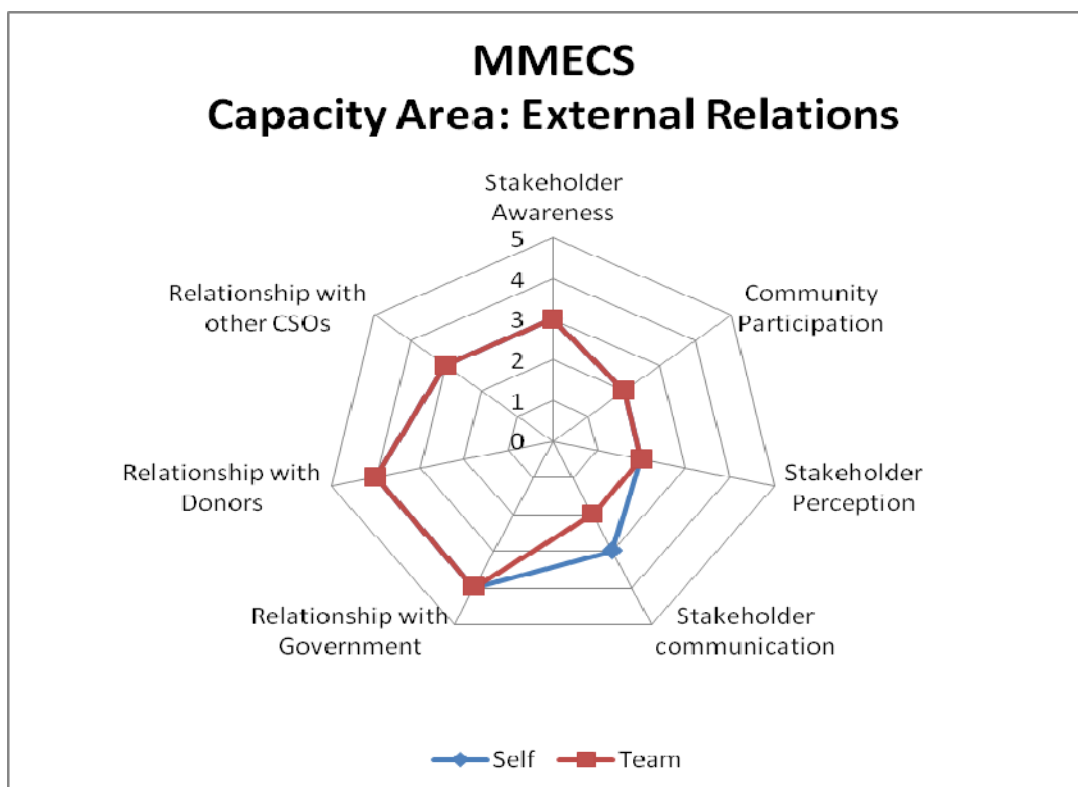 MMECS
Capacity Area: External Relations
Stakeholder
Awareness
5
4
3
2
1
0
Community
Participation
Stakeholder
Perception
Stakeholder
communication
Relationship with
Government
Relationship with
Donors
Relationship with
other CSOs
Self
Team